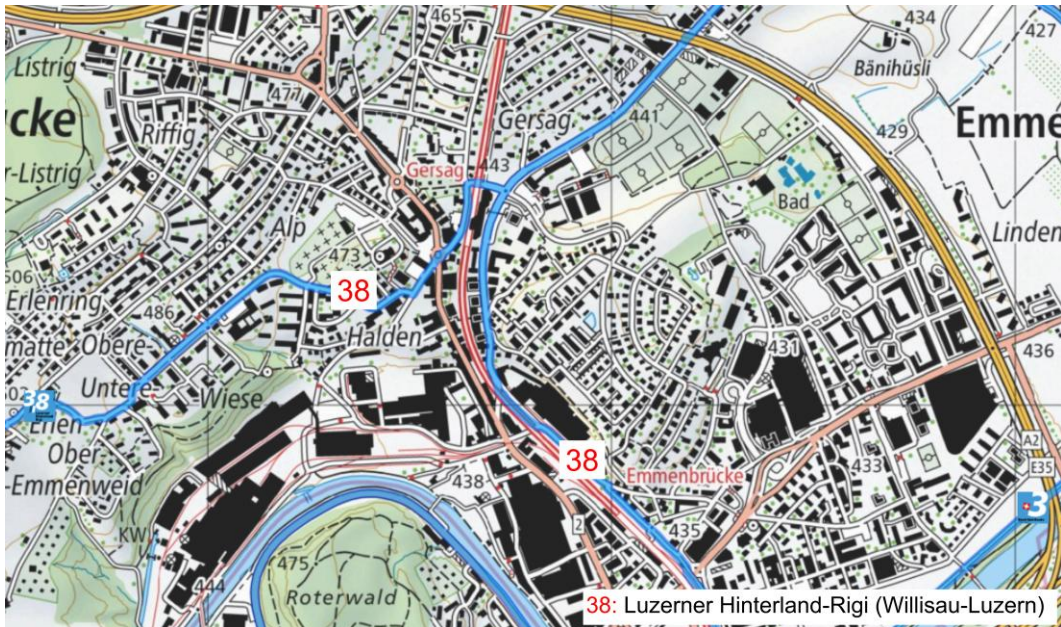 465
434
427
Listrig
477
Bänihüsli
cke
Riffig
Gersag
441
429
Emme
r-Listrig
Gersag
443
Bad
Alp
Linden
506
473
38
Erlenring
486
Halden
431
436
matte
Obere-
Untere-
38
Wiese
Erlen
A2
Ober-
38
Emmenbrücke
433
E35
-Emmenweid
438
3
KW
2
435
475
444
Roterwald
38: Luzerner Hinterland-Rigi (Willisau-Luzern)